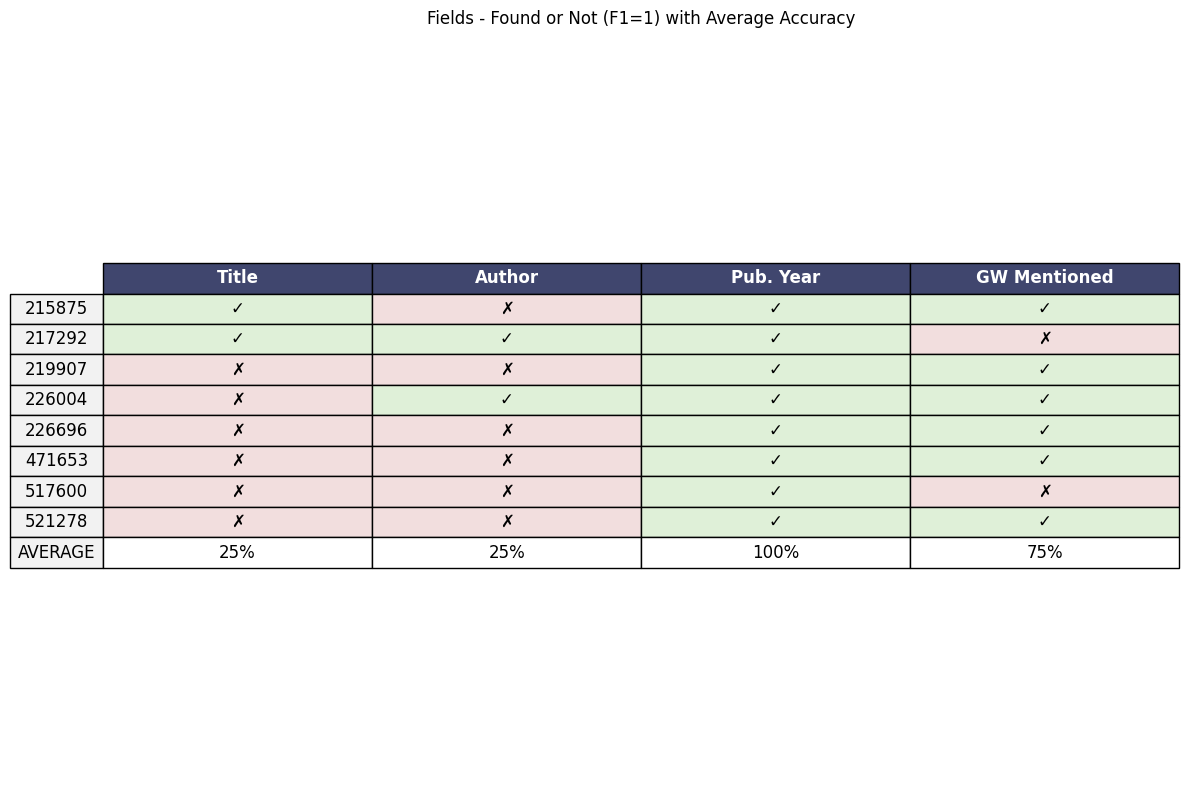 Fields - Found or Not (F1=1) with Average Accuracy
Title Author Pub. Year GW Mentioned
215875 ✓ ✗ ✓ ✓
217292 ✓ ✓ ✓ ✗
219907 ✗ ✗ ✓ ✓
226004 ✗ ✓ ✓ ✓
226696 ✗ ✗ ✓ ✓
471653 ✗ ✗ ✓ ✓
517600 ✗ ✗ ✓ ✗
521278 ✗ ✗ ✓ ✓
AVERAGE 25% 25% 100% 75%